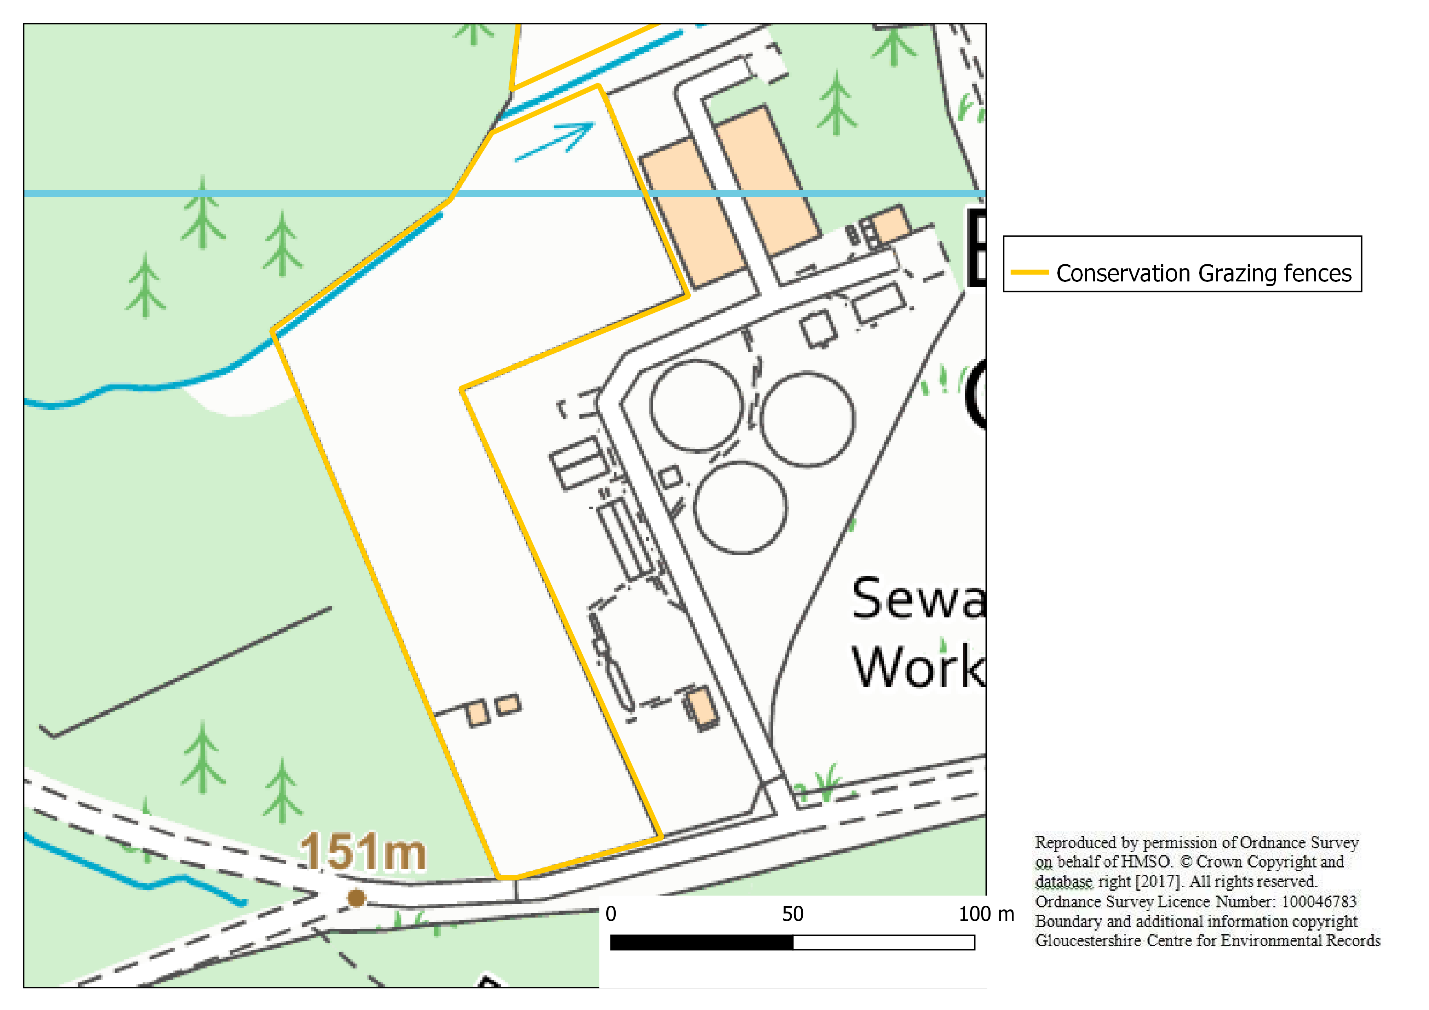 Conservation Grazing fences
Sewa
Work
151m
0 50 100 m
Reproduced by permission of Ordnance Survey
on behalf of HMSO. © Crown Copyright and
database right [2017]. All rights reserved.
Ordnance Survey Licence Number: 100046783
Boundary and additional information copyright
Gloucestershire Centre for Environmental Records